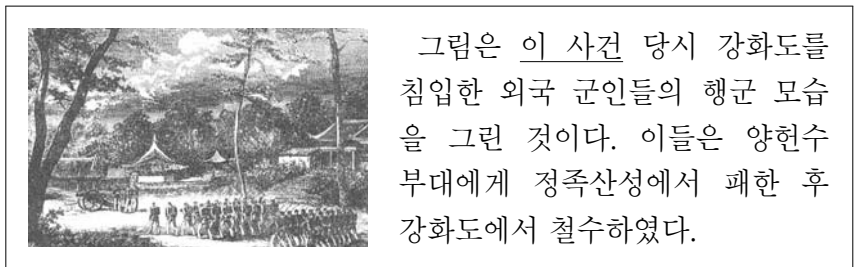 그림은 이 사건 당시 강화도를
침입한 외국 군인들의 행군 모습
을 그린 것이다. 이들은 양헌수
부대에게 정족산성에서 패한 후
강화도에서 철수하였다.